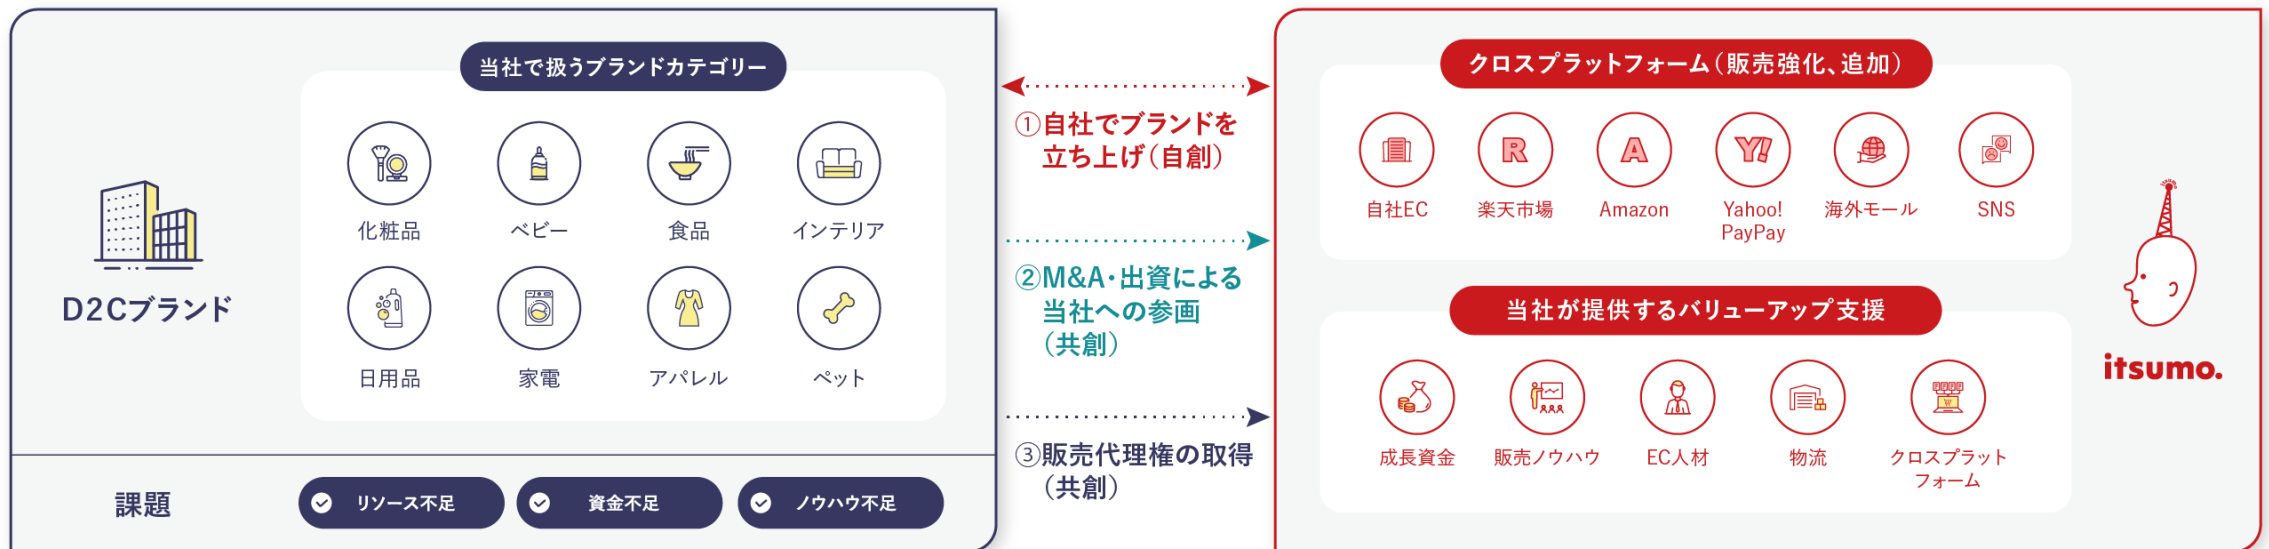 当社で扱うブランドカテゴリー
化粧品
ベビー
食品
インテリア
D2Cブランド
日用品
家電
アパレル
ペット
課題
リソース不足
資金不足
ノウハウ不足
①自社でブランドを
立ち上げ(自創)
②M&A・出資による
当社への参画
(共創)
③販売代理権の取得
(共創)
クロスプラットフォーム(販売強化、追加)
R
A
Y!
自社EC
楽天市場
Amazon
Yahoo!
PayPay
海外モール
SNS
当社が提供するバリューアップ支援
成長資金
販売ノウハウ
EC人材
物流
クロスプラット
フォーム
itsumo.